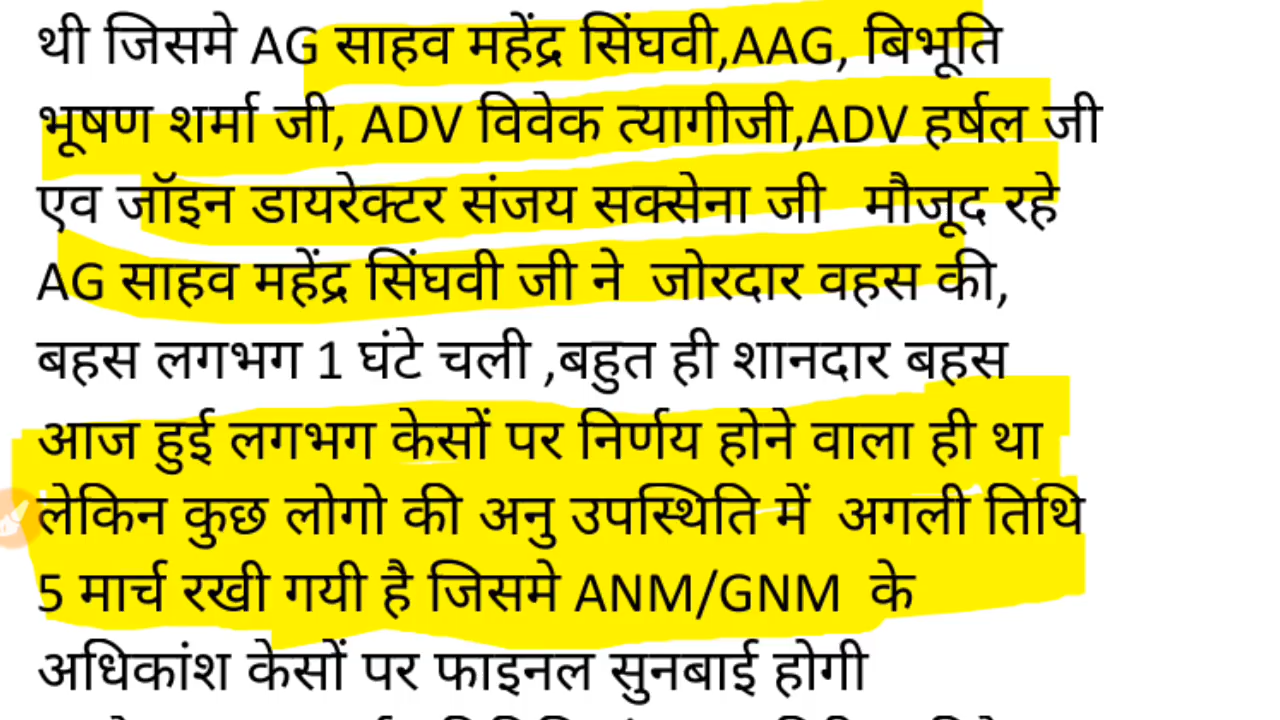 थी जिसमे AG साहव महेंद्र सिंघवी,AAG, बिभूति
भूषण शर्मा जी, ADV विवेक त्यागीजी,ADV हर्षल जी
एव जॉइन डायरेक्टर संजय सक्सेना जी मौजूद रहे
AG साहव महेंद्र सिंघवी जी ने जोरदार वहस की,
बहस लगभग 1 घंटे चली ,बहुत ही शानदार बहस
आज हुई लगभग केसों पर निर्णय होने वाला ही था
लेकिन कुछ लोगो की अनु उपस्थिति में अगली तिथि
5 मार्च रखी गयी है जिसमे ANM/GNM के
अधिकांश केसों पर फाइनल सुनबाई होगी